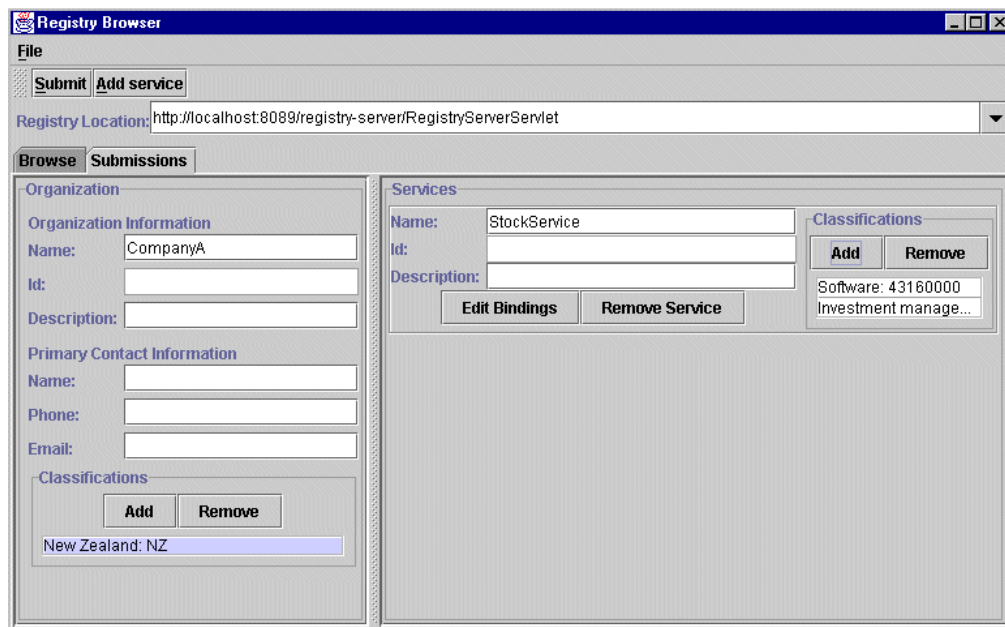 Registry Browser
File
Submit Add service
Registry Location: http://localhost:8089/registry-server/RegistryServerServlet
Browse Submissions
Organization
Organization Information
Name: CompanyA
Id:
Description:
Primary Contact Information
Name:
Phone:
Email:
Classifications
Add Remove
New Zealand: NZ
Services
Name: StockService
Id:
Description:
Edit Bindings Remove Service
Classifications
Add Remove
Software: 43160000
Investment manage...